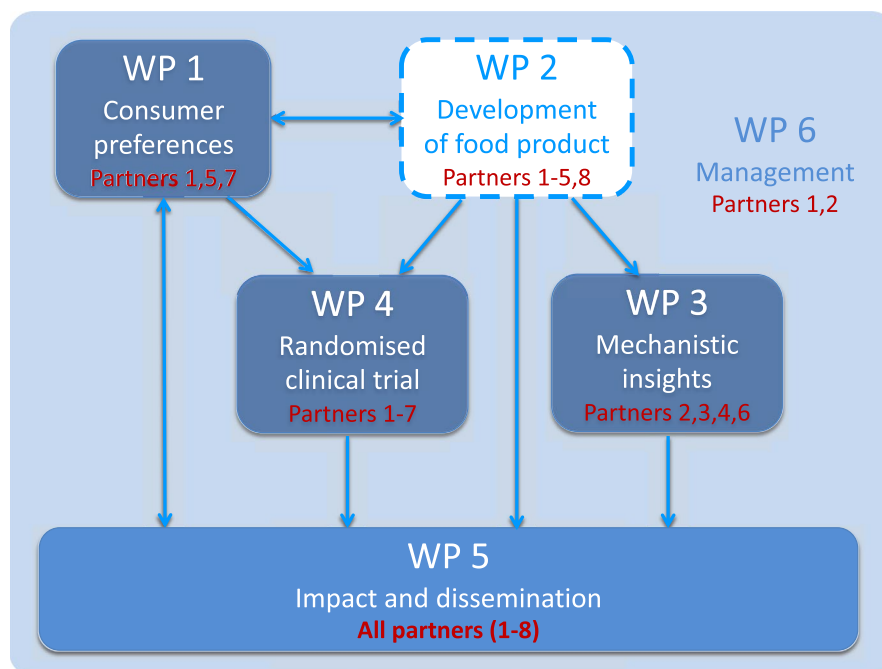 WP 1
Consumer
preferences
Partners 1,5,7
WP 2
Development
of food product
Partners 1-5,8
WP 6
Management
Partners 1,2
WP 4
Randomised
clinical trial
Partners 1-7
WP 3
Mechanistic
insights
Partners 2,3,4,6
WP 5
Impact and dissemination
All partners (1-8)